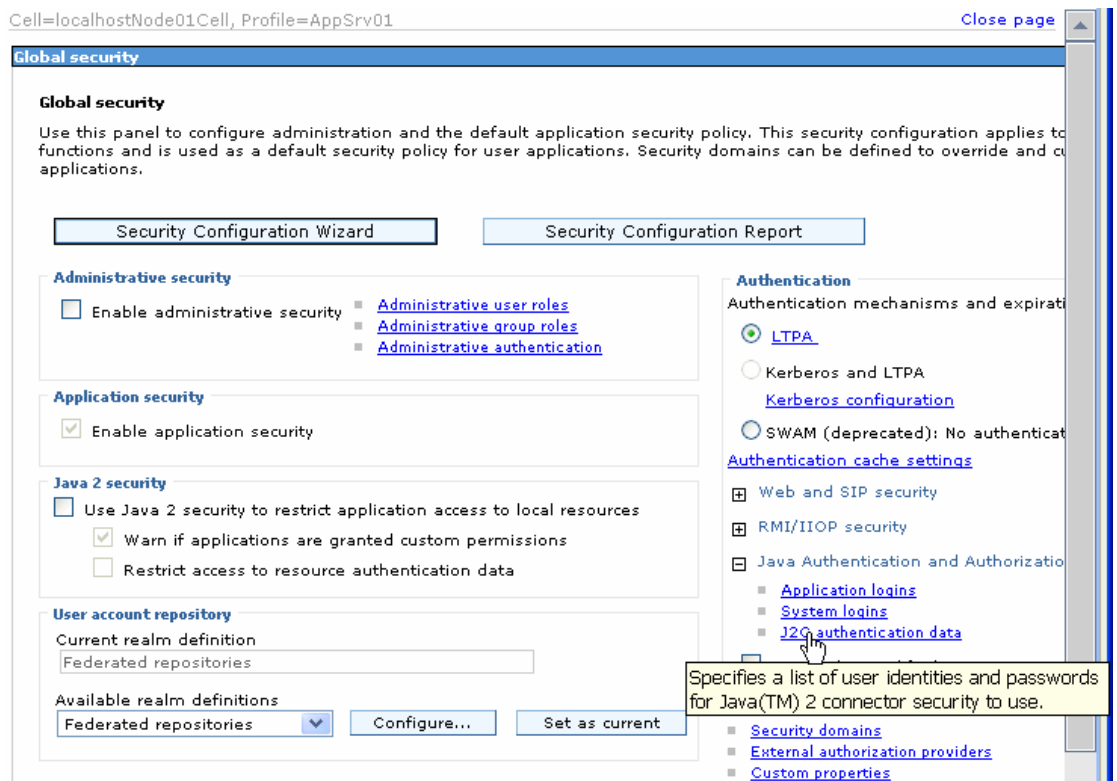 Cell=localhostNode01Cell, Profile=AppSrv01
Close page
Global security
Global security
Use this panel to configure administration and the default application security policy. This security configuration applies to
functions and is used as a default security policy for user applications. Security domains can be defined to override and cu
applications.
Security Configuration Wizard
Security Configuration Report
Administrative security
Enable administrative security
Administrative user roles
Administrative group roles
Administrative authentication
Application security
Enable application security
Java 2 security
Use Java 2 security to restrict application access to local resources
Warn if applications are granted custom permissions
Restrict access to resource authentication data
User account repository
Current realm definition
Federated repositories
Available realm definitions
Federated repositories
Configure...
Set as current
Authentication
Authentication mechanisms and expirati
LTPA
Kerberos and LTPA
Kerberos configuration
SWAM (deprecated): No authenticat
Authentication cache settings
Web and SIP security
RMI/IIOP security
Java Authentication and Authorizatio
Application logins
System logins
J2C authentication data
Specifies a list of user identities and passwords
for Java(TM) 2 connector security to use.
Security domains
External authorization providers
Custom properties